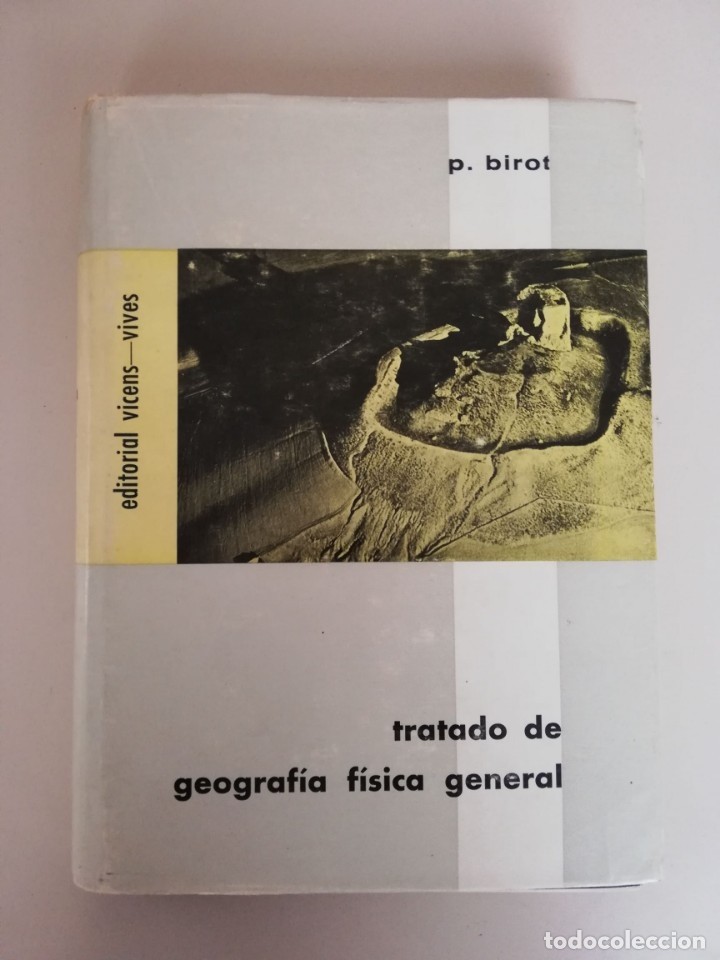 p. birot
editorial vicens—vives
tratado de
geografía física general
todocoleccion